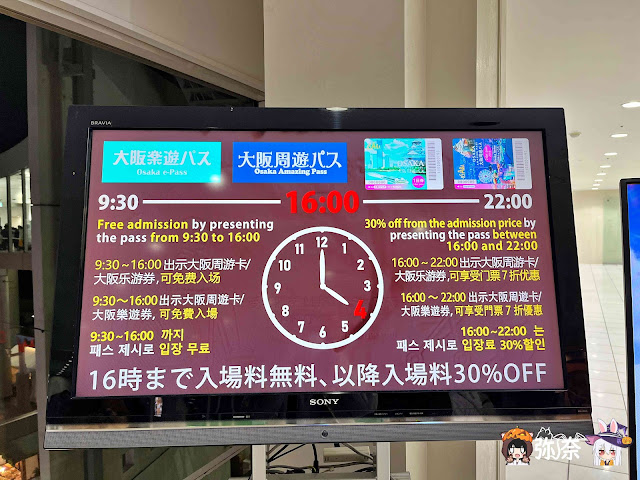 BRAVIA
大阪楽遊パス
Osaka e-Pass
大阪周遊パス
Osaka Amazing Pass
OSAKA
9:30
16:00
22:00
Free admission by presenting
the pass from 9:30 to 16:00
9:30~16:00 出示大阪周游卡/
大阪乐游券,可免费入场
9:30～16:00 出示大阪周遊卡/
大阪樂遊券,可免費入場
9:30~16:00 까지
패스 제시로 입장 무료
12
1
2
3
4
5
6
7
8
9
10
11
30% off from the admission price by
presenting the pass between
16:00 and 22:00
16:00～22:00 出示大阪周游卡/
大阪乐游券,可享受门票 7 折优惠
16:00～22:00 出示大阪周遊卡/
大阪樂遊券,可享受門票 7 折優惠
16:00~22:00 는
패스 제시로 입장료 30%할인
16時まで入場料無料、以降入場料30%OFF
SONY
弥奈